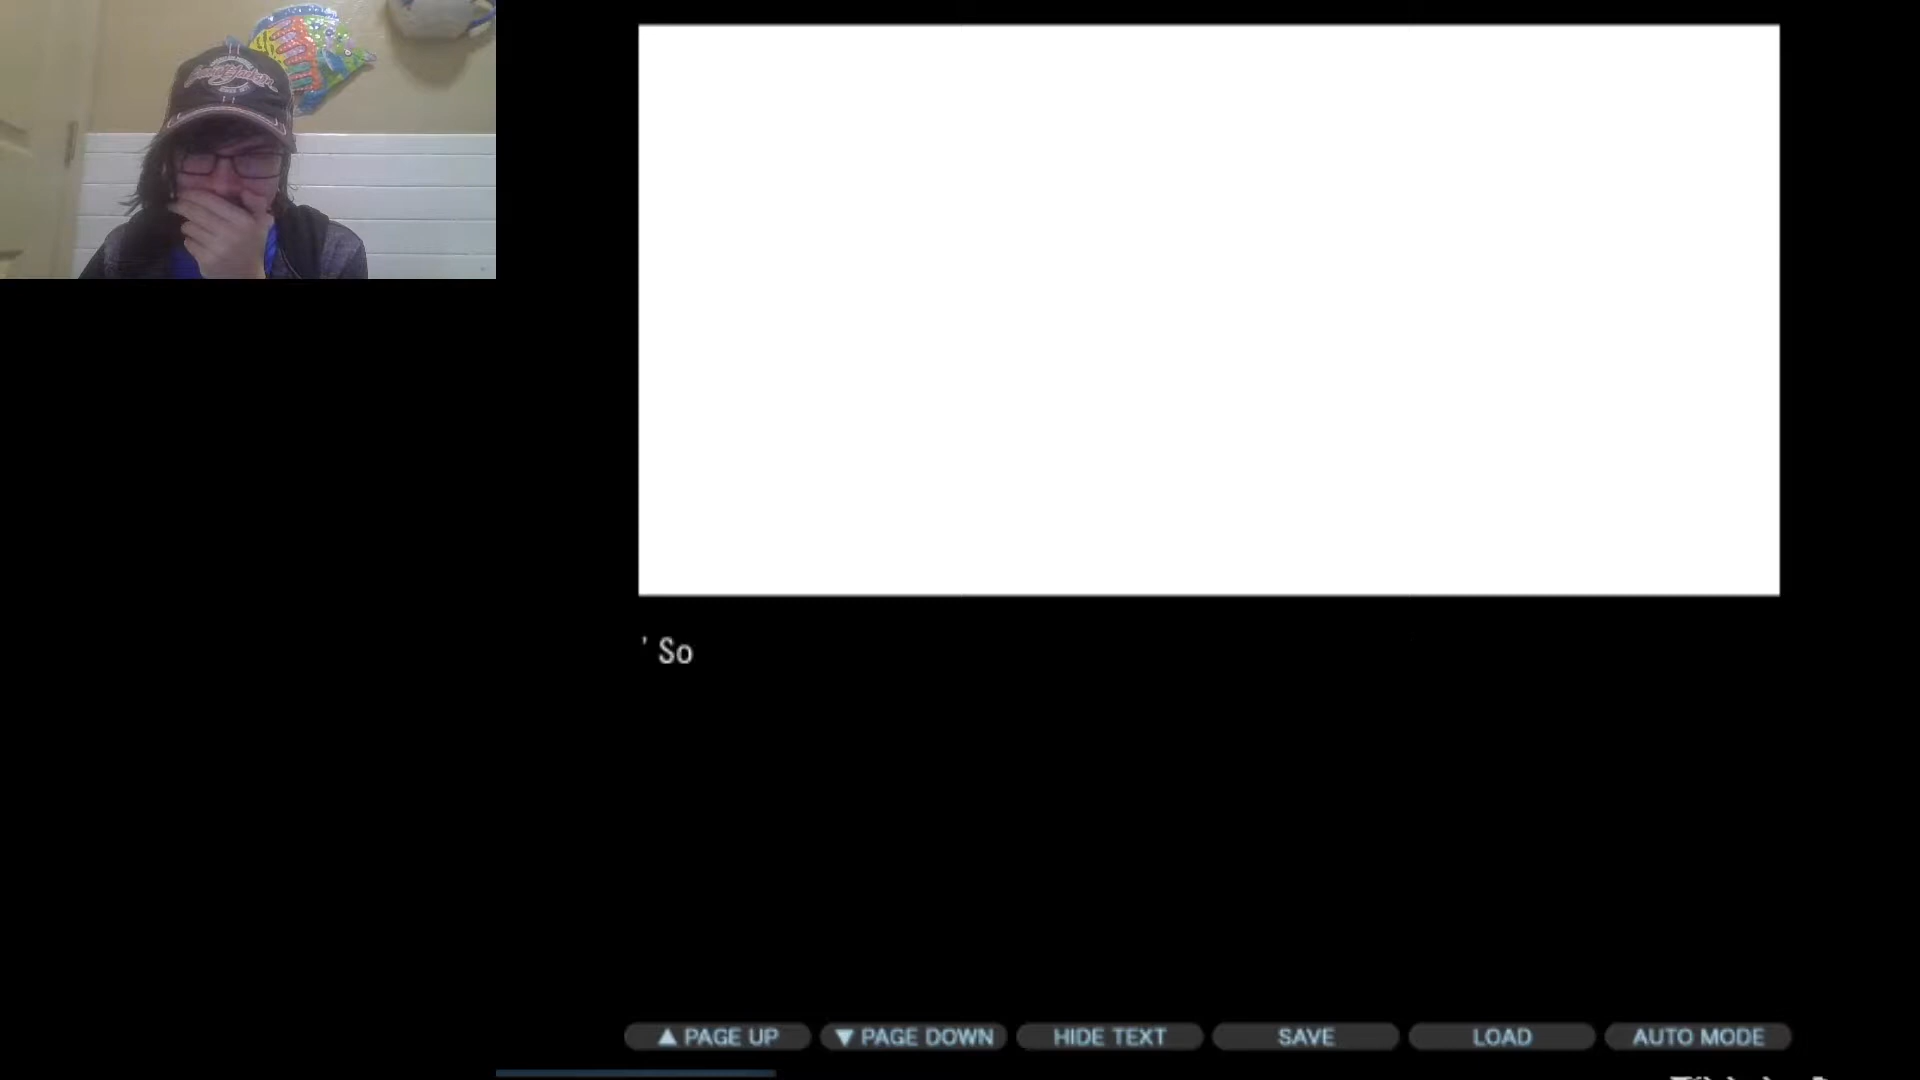 ' So
▲ PAGE UP
▼ PAGE DOWN
HIDE TEXT
SAVE
LOAD
AUTO MODE